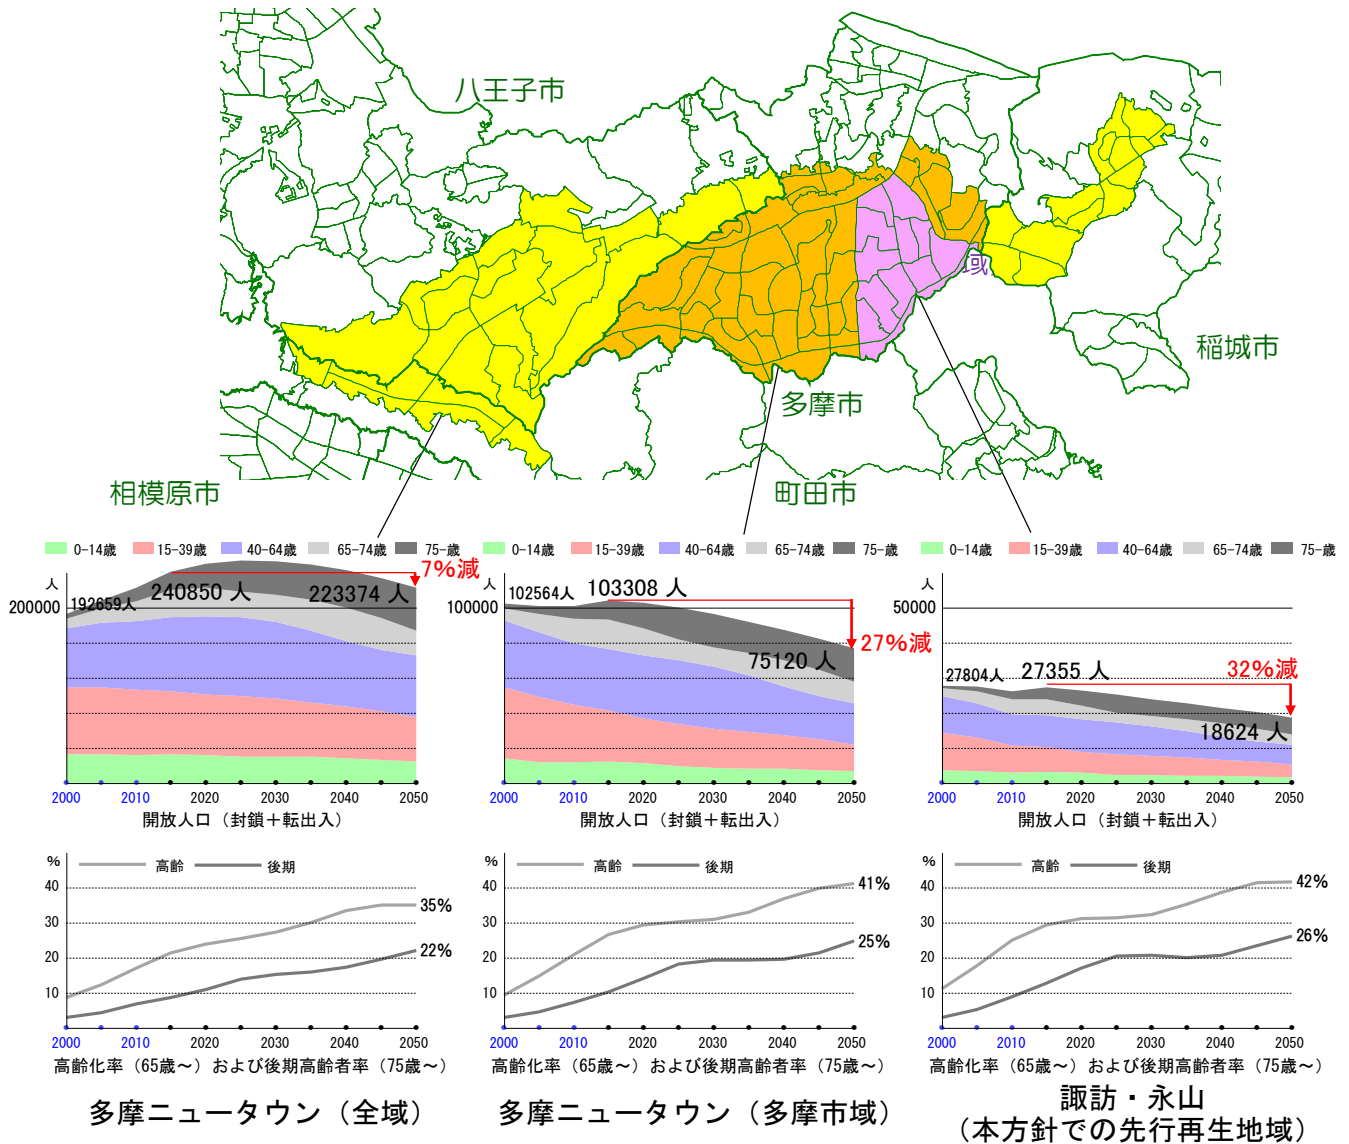 八王子市
域
稲城市
多摩市
相模原市
町田市
0-14歳 15-39歳 40-64歳 65-74歳 75-歳
人
200000
192659人
240850 人
223374 人
7%減
2000 2010 2020 2030 2040 2050
開放人口（封鎖＋転出入）
0-14歳 15-39歳 40-64歳 65-74歳 75-歳
人
100000
102564人
103308 人
75120 人
27%減
2000 2010 2020 2030 2040 2050
開放人口（封鎖＋転出入）
0-14歳 15-39歳 40-64歳 65-74歳 75-歳
人
50000
27804人
27355 人
18624 人
32%減
2000 2010 2020 2030 2040 2050
開放人口（封鎖＋転出入）
%
高齢 後期
40
30
20
10
35%
22%
2000 2010 2020 2030 2040 2050
高齢化率（65歳～）および後期高齢者率（75歳～）
多摩ニュータウン（全域）
%
高齢 後期
40
30
20
10
41%
25%
2000 2010 2020 2030 2040 2050
高齢化率（65歳～）および後期高齢者率（75歳～）
多摩ニュータウン（多摩市域）
%
高齢 後期
40
30
20
10
42%
26%
2000 2010 2020 2030 2040 2050
高齢化率（65歳～）および後期高齢者率（75歳～）
諏訪・永山
（本方針での先行再生地域）